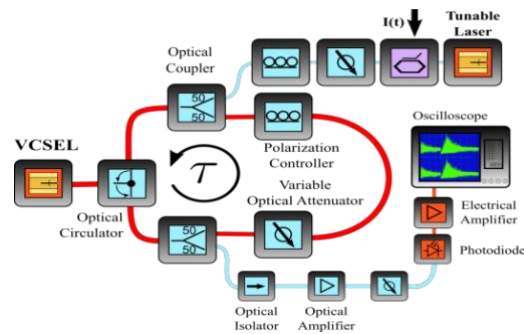 I(t)
Tunable
Laser
Optical
Coupler
50
50
Oscilloscope
VCSEL
Polarization
Controller
τ
Variable
Optical Attenuator
Electrical
Amplifier
Optical
Circulator
50
50
Photodiode
Optical
Isolator
Optical
Amplifier